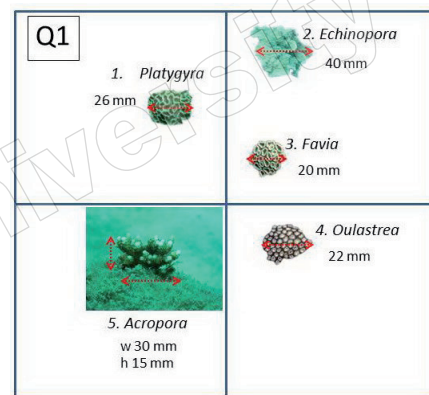 Q1
1. Platygyra
26 mm
2. Echinopora
40 mm
3. Favia
20 mm
4. Oulastrea
22 mm
5. Acropora
w 30 mm
h 15 mm
university